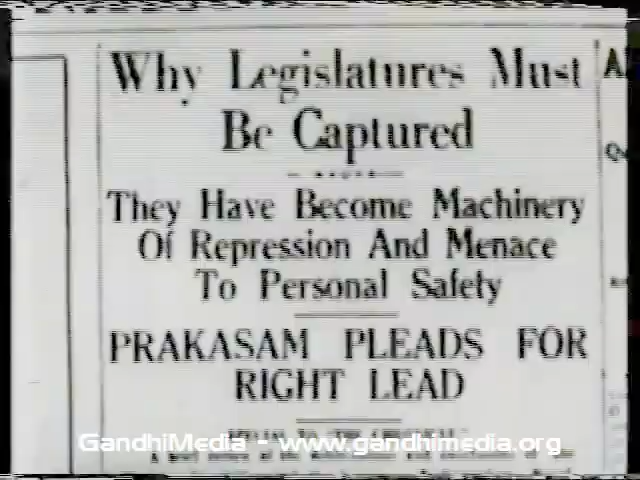 Why Legislatures Must
Be Captured
They Have Become Machinery
Of Repression And Menace
To Personal Safety
PRAKASAM PLEADS FOR
RIGHT LEAD
GandhiMedia - www.gandhimedia.org